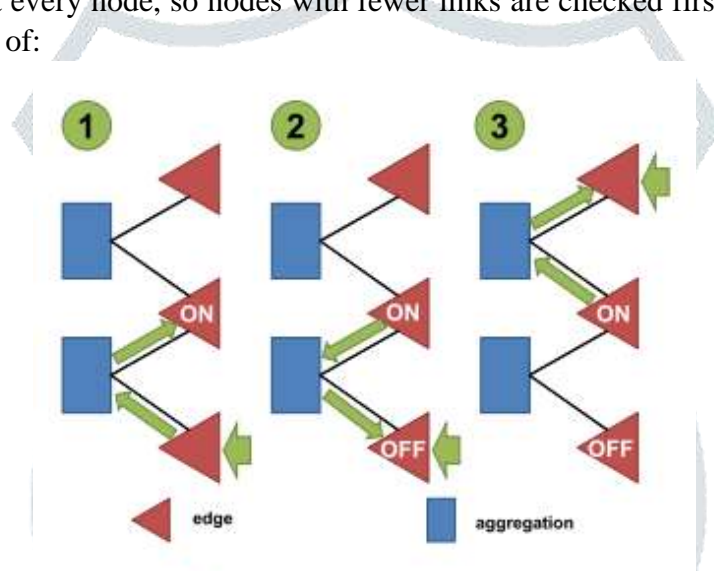 every node, so nodes with fewer links are checked
of:
1 2 3
ON ON ON
OFF OFF
edge aggregation